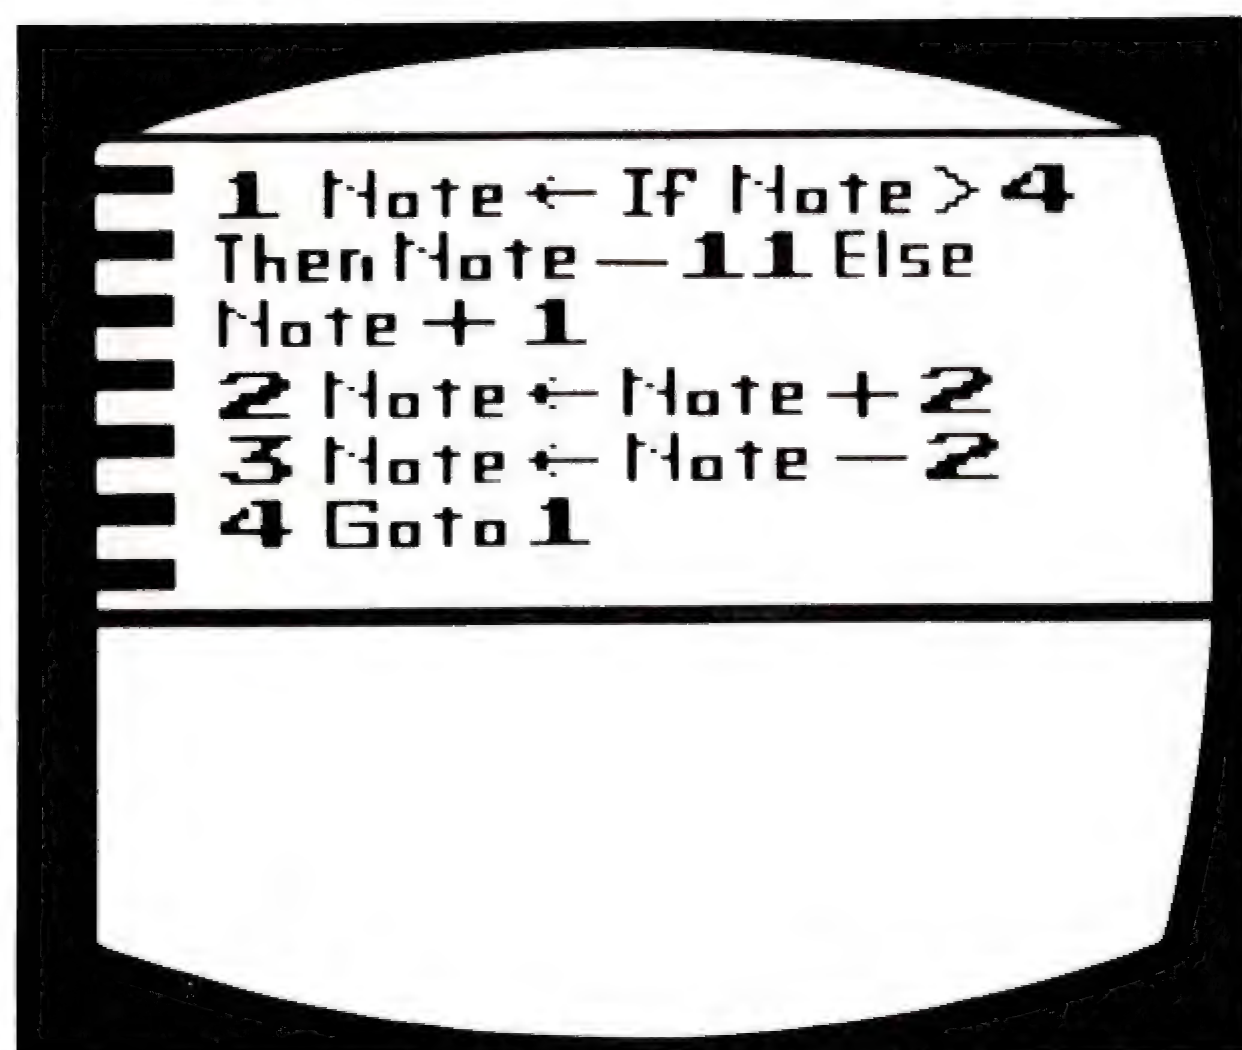 1 Note ← If Note > 4
Then Note — 11 Else
Note + 1
2 Note ← Note + 2
3 Note ← Note — 2
4 Goto 1